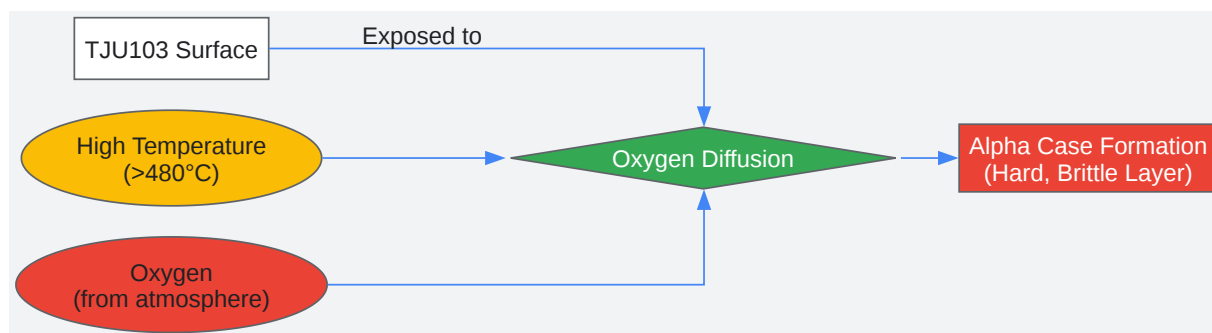 TJU103 Surface
Exposed to
High Temperature
(>480°C)
Oxygen Diffusion
Alpha Case Formation
(Hard, Brittle Layer)
Oxygen
(from atmosphere)